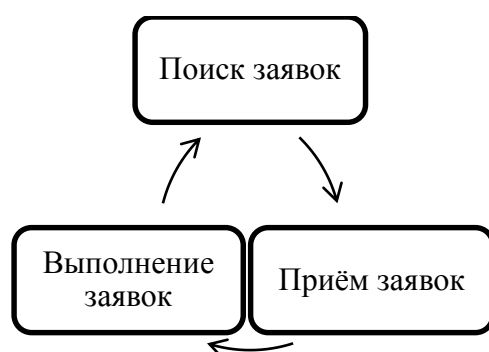 Поиск заявок
Выполнение
заявок
Приём заявок